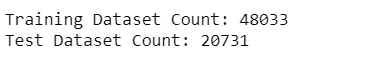 Training Dataset Count: 48033
Test Dataset Count: 20731